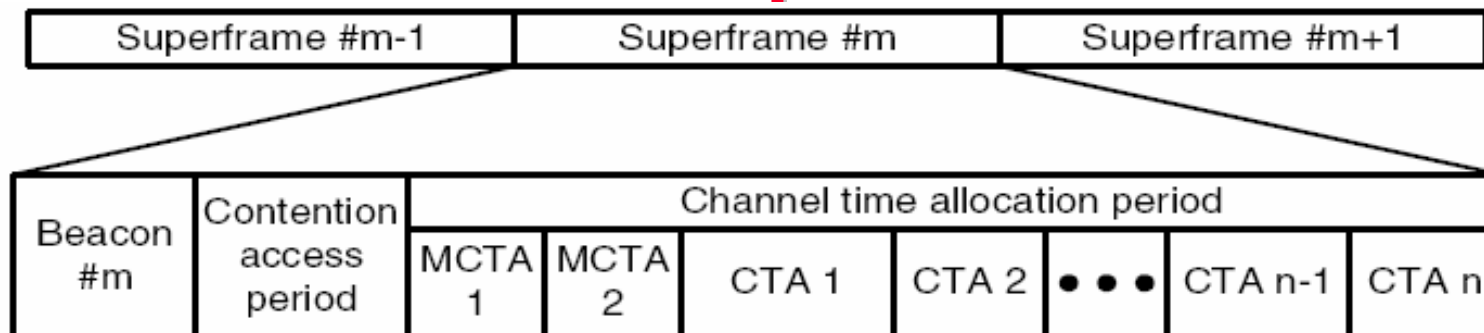 Superframe #m-1 Superframe #m Superframe #m+1
Channel time allocation period
Beacon
#m
Contention
access
period
MCTA
1
MCTA
2
CTA 1
CTA 2
● ● ●
CTA n-1
CTA n